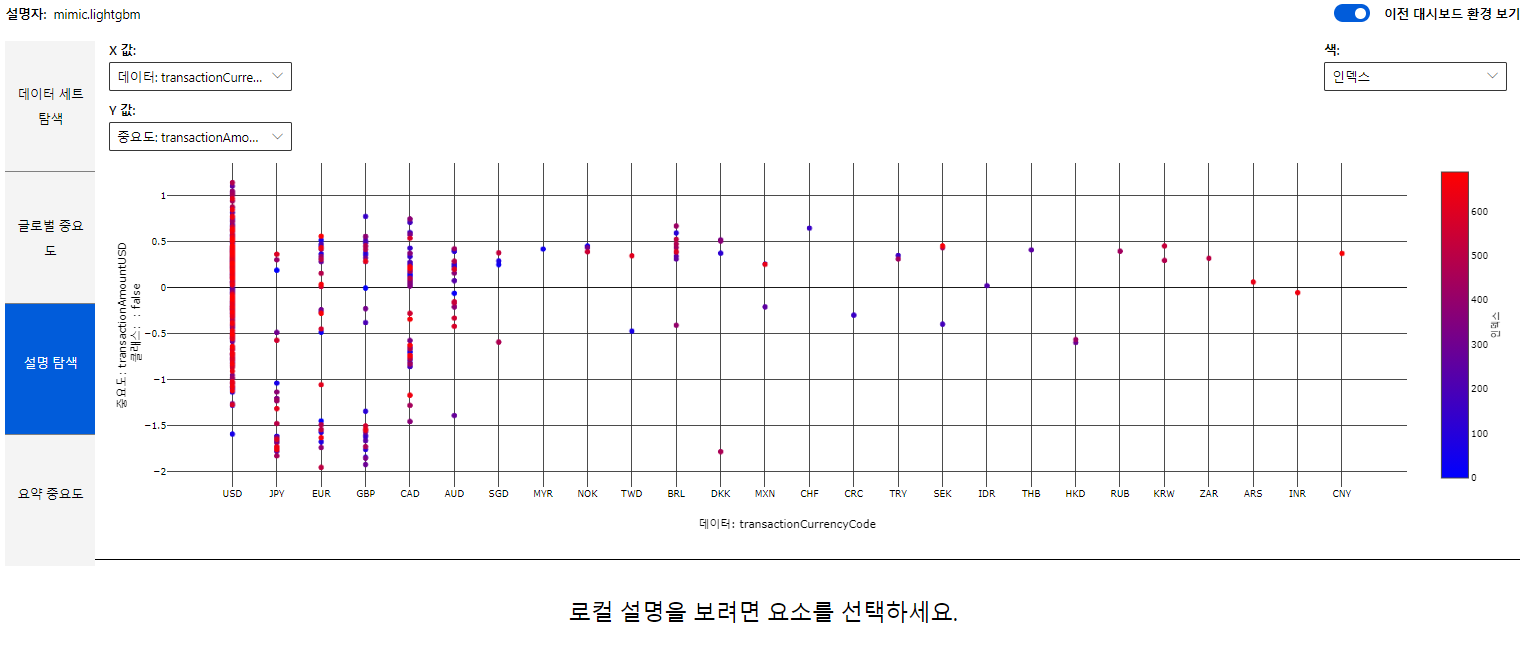 설명자: mimic.lightgbm
이전 대시보드 환경 보기
데이터 세트
탐색
글로벌 중요
도
설명 탐색
요약 중요도
X 값:
데이터: transactionCurre...
Y 값:
중요도: transactionAmo...
색:
인덱스
중요도: transactionAmountUSD
클래스: : false
1
0.5
0
−0.5
−1
−1.5
−2
USD JPY EUR GBP CAD AUD SGD MYR NOK TWD BRL DKK MXN CHF CRC TRY SEK IDR THB HKD RUB KRW ZAR ARS INR CNY
데이터: transactionCurrencyCode
600
500
400
300
200
100
0
인덱스
로컬 설명을 보려면 요소를 선택하세요.